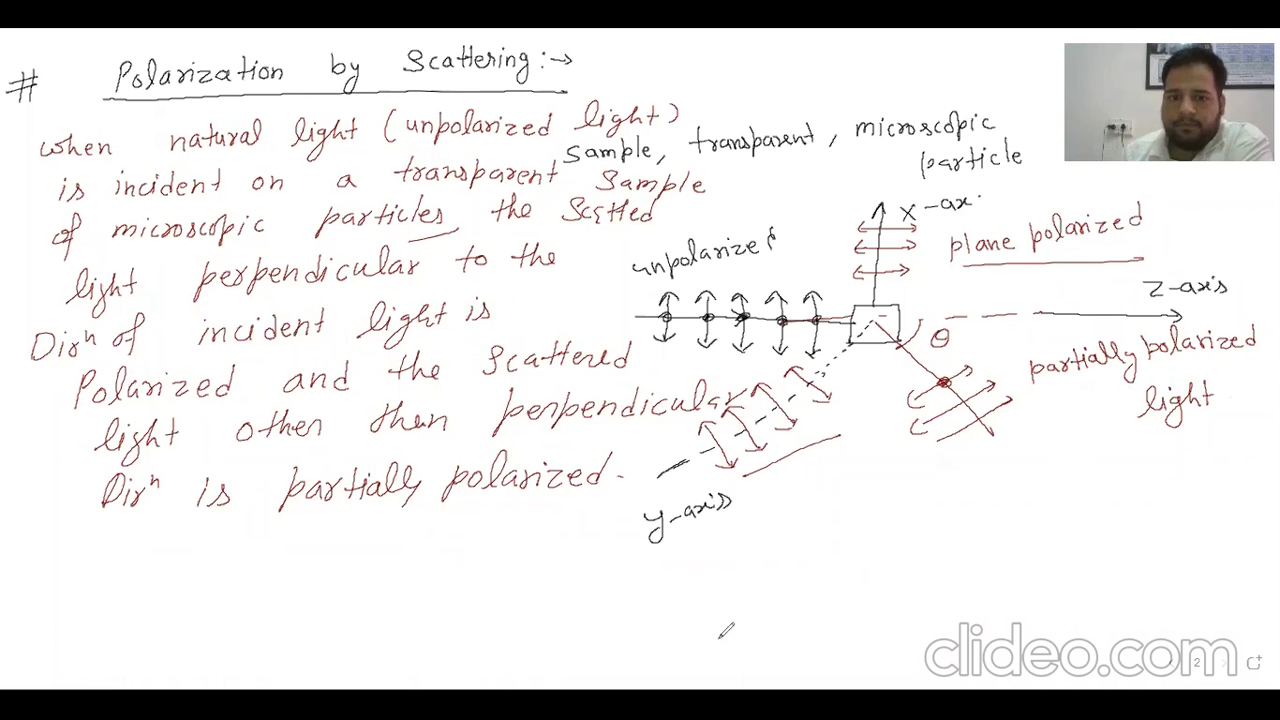 # Polarization by Scattering :→
when natural light (unpolarized light)
is incident on a transparent sample
of microscopic particles the Scatted
light perpendicular to the
Dirⁿ of incident light is
Polarized and the scattered
light other then perpendicular
Dirⁿ is partially polarized.
Sample, transparent, microscopic
particle
X-ax.
plane polarized
unpolarized
Z-axis
θ
partially polarized
light
y-axis
clideo.com
2